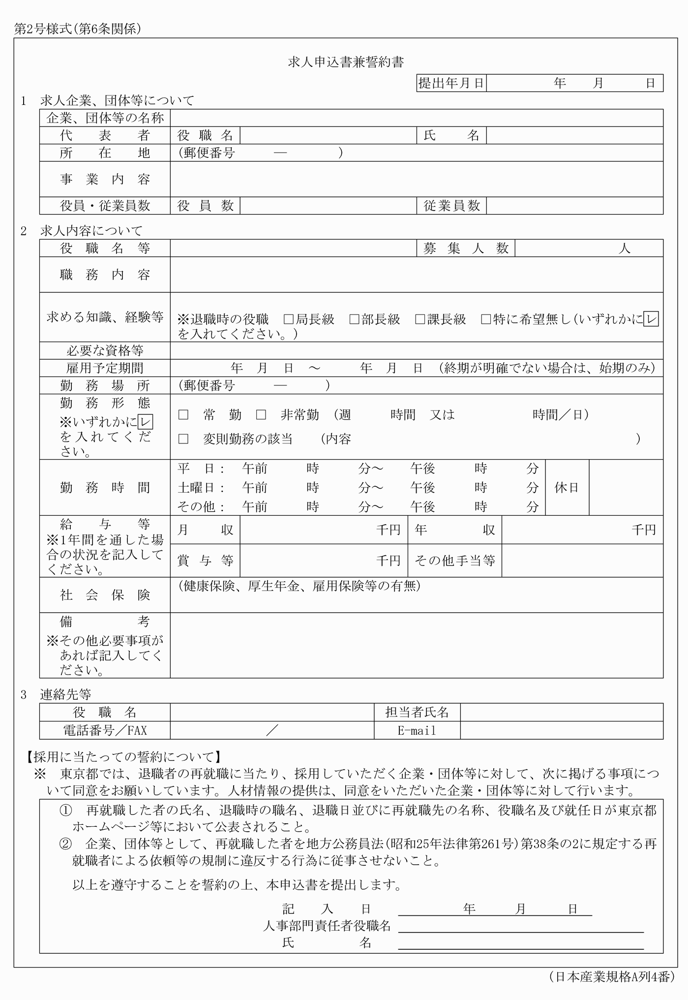 第2号様式(第6条関係)
求人申込書兼誓約書
提出年月日　年　月　日
1　求人企業、団体等について
企業、団体等の名称
代表者　役職名　氏名
所在地　(郵便番号　―　)
事業内容
役員・従業員数　役員数　従業員数
2　求人内容について
役職名等　募集人数　人
職務内容
求める知識、経験等　※退職時の役職　□局長級　□部長級　□課長級　□特に希望無し(いずれかにレ
を入れてください。)
必要な資格等
雇用予定期間　年　月　日　～　年　月　日　(終期が明確でない場合は、始期のみ)
勤務場所　(郵便番号　―　)
勤務形態
※いずれかにレ
を入れてくだ
さい。
□　常　勤　□　非常勤　(週　時間　又は　時間／日)
□　変則勤務の該当　(内容　)
勤務時間
平　日：　午前　時　分～　午後　時　分
土曜日：　午前　時　分～　午後　時　分
その他：　午前　時　分～　午後　時　分
休日
給与等
※1年間を通した場
合の状況を記入して
ください。
月収　千円　年収　千円
賞与等　千円　その他手当等
社会保険　(健康保険、厚生年金、雇用保険等の有無)
備考
※その他必要事項が
あれば記入してく
ださい。
3　連絡先等
役職名　担当者氏名
電話番号／FAX　／　E-mail
【採用に当たっての誓約について】
※　東京都では、退職者の再就職に当たり、採用していただく企業・団体等に対して、次に掲げる事項につ
いて同意をお願いしています。人材情報の提供は、同意をいただいた企業・団体等に対して行います。
①　再就職した者の氏名、退職時の職名、退職日並びに再就職先の名称、役職名及び就任日が東京都
ホームページ等において公表されること。
②　企業、団体等として、再就職した者を地方公務員法(昭和25年法律第261号)第38条の2に規定する再
就職者による依頼等の規制に違反する行為に従事させないこと。
以上を遵守することを誓約の上、本申込書を提出します。
記入日　年　月　日
人事部門責任者役職名
氏名
(日本産業規格A列4番)